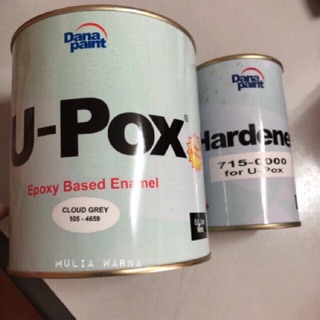 Dana
paint
U-Pox
®
Epoxy Based Enamel
CLOUD GREY
105 - 4659
MULIA WARNA
Dana
paint
Hardene
715-0000
for U-Pox